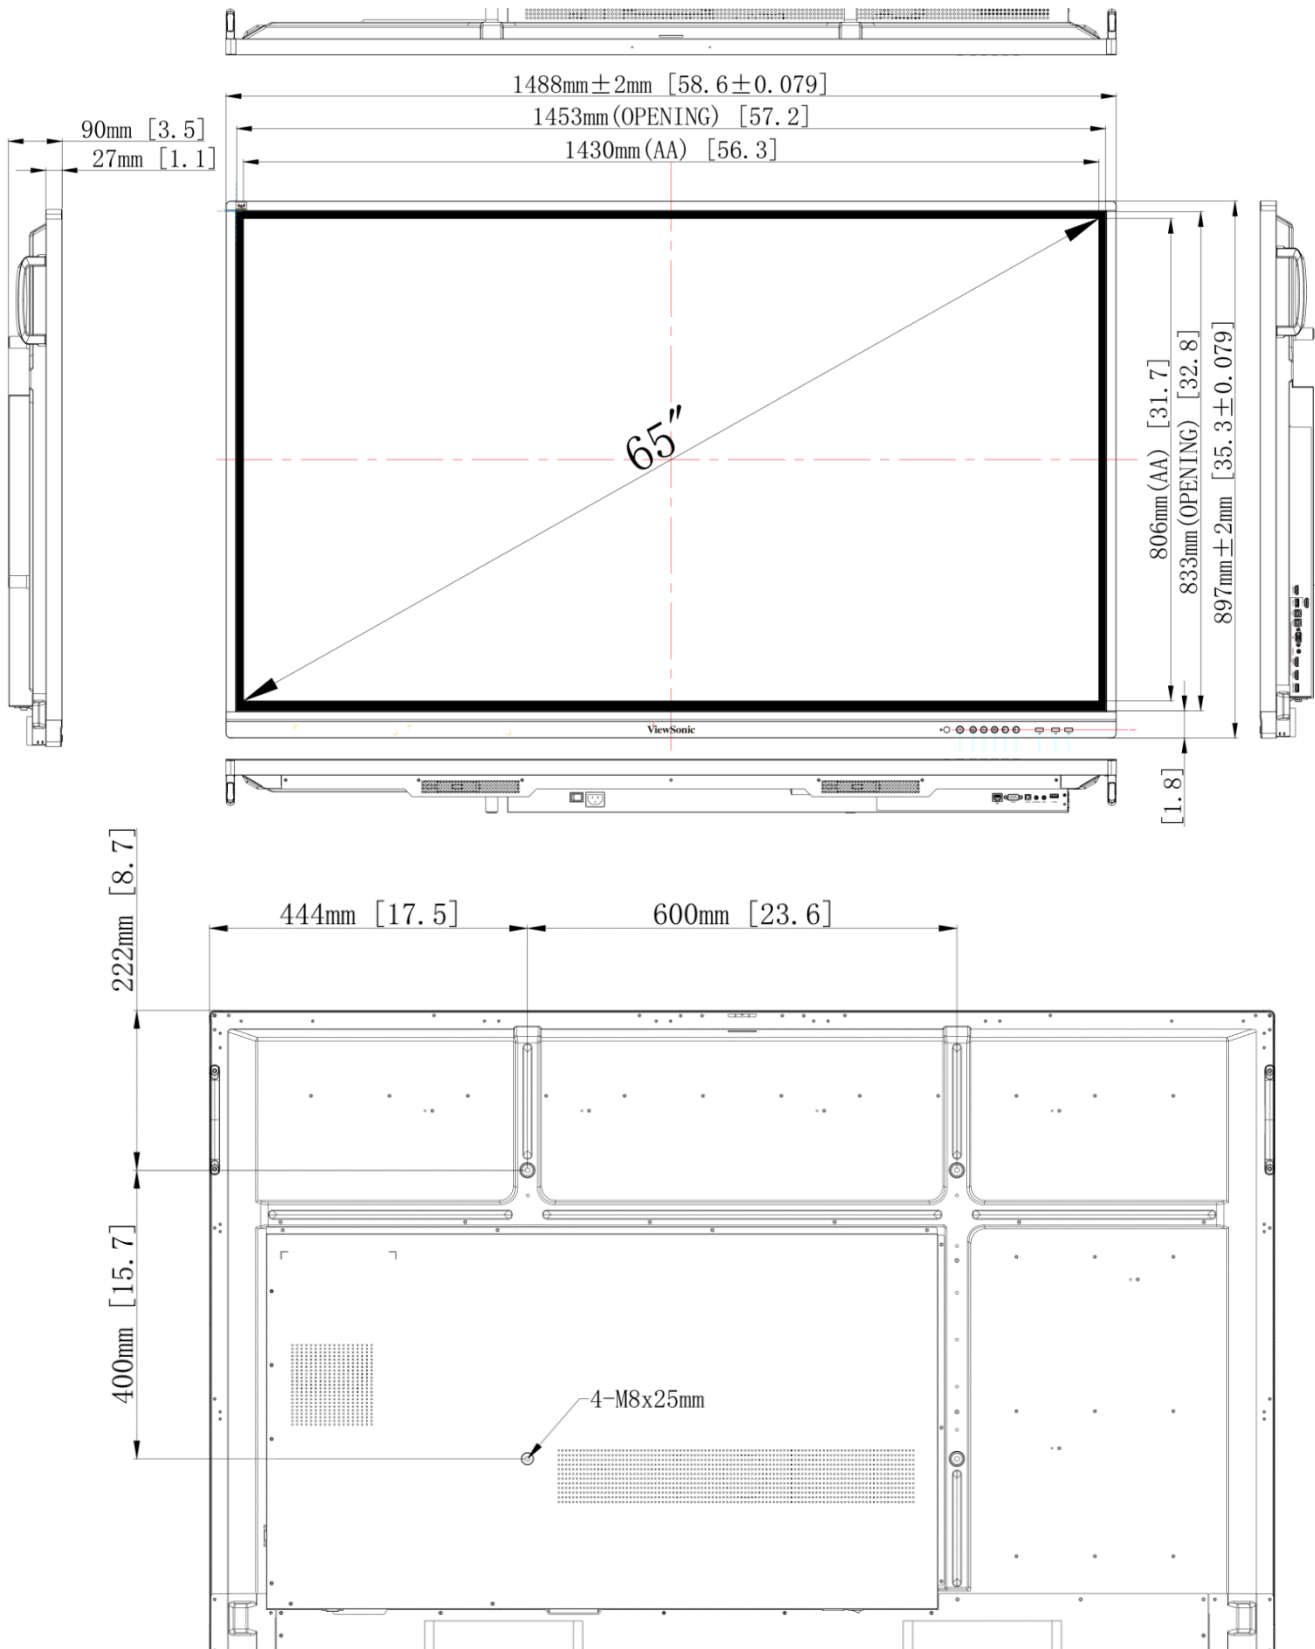 1488mm±2mm [58.6±0.079]
1453mm(OPENING) [57.2]
1430mm(AA) [56.3]
90mm [3.5]
27mm [1.1]
65″
806mm(AA) [31.7]
833mm(OPENING) [32.8]
897mm±2mm [35.3±0.079]
ViewSonic
[1.8]
222mm [8.7]
444mm [17.5]
600mm [23.6]
400mm [15.7]
4-M8x25mm